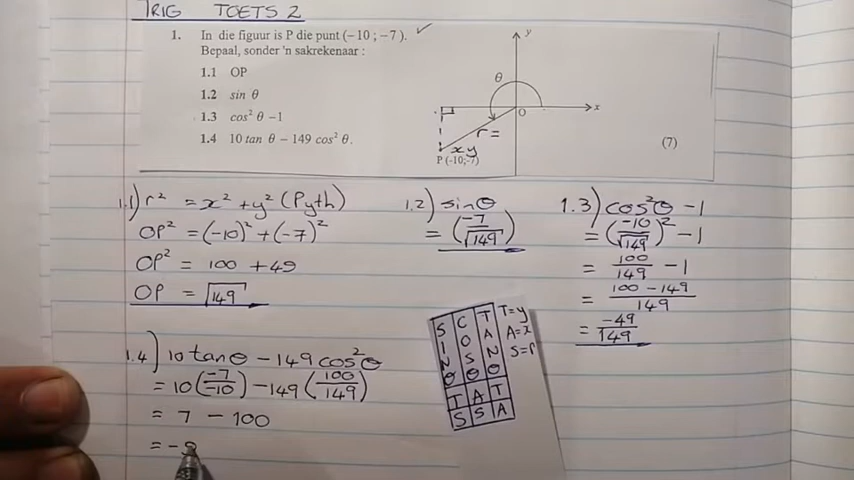 TRIG TOETS 2
1. In die figuur is P die punt (−10 ; −7 ). ✓
Bepaal, sonder 'n sakrekenaar :
1.1 OP
1.2 sin θ
1.3 cos² θ −1
1.4 10 tan θ − 149 cos² θ.
(7)
y
θ
x
O
r =
x y
P (-10;-7)
1.1) r² = x² + y² (Pyth)
OP² = (-10)² + (-7)²
OP² = 100 + 49
OP = √149
1.2) sinθ
= (-7/√149)
1.3) cos²θ -1
= (-10/√149)² - 1
= 100/149 - 1
= 100 - 149/149
= -49/149
1.4) 10 tanθ - 149 cos²θ
= 10(-7/-10) - 149(100/149)
= 7 - 100
= -9
S C T T=y
I O A A=x
N S N S=r
θ θ θ
T A T
S S A